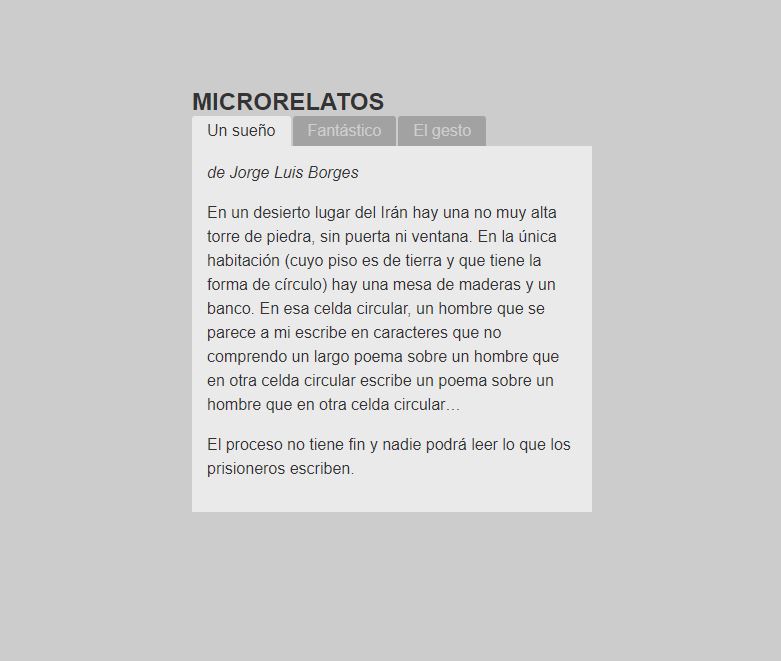 MICRORELATOS
Un sueño
Fantástico
El gesto
de Jorge Luis Borges
En un desierto lugar del Irán hay una no muy alta
torre de piedra, sin puerta ni ventana. En la única
habitación (cuyo piso es de tierra y que tiene la
forma de círculo) hay una mesa de maderas y un
banco. En esa celda circular, un hombre que se
parece a mi escribe en caracteres que no
comprendo un largo poema sobre un hombre que
en otra celda circular escribe un poema sobre un
hombre que en otra celda circular…
El proceso no tiene fin y nadie podrá leer lo que los
prisioneros escriben.